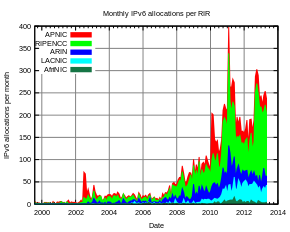 Monthly IPv6 allocations per RIR
400
350
300
250
200
150
100
50
0
IPv6 allocations per month
APNIC
RIPENCC
ARIN
LACNIC
AfriNIC
2000 2002 2004 2006 2008 2010 2012 2014
Date